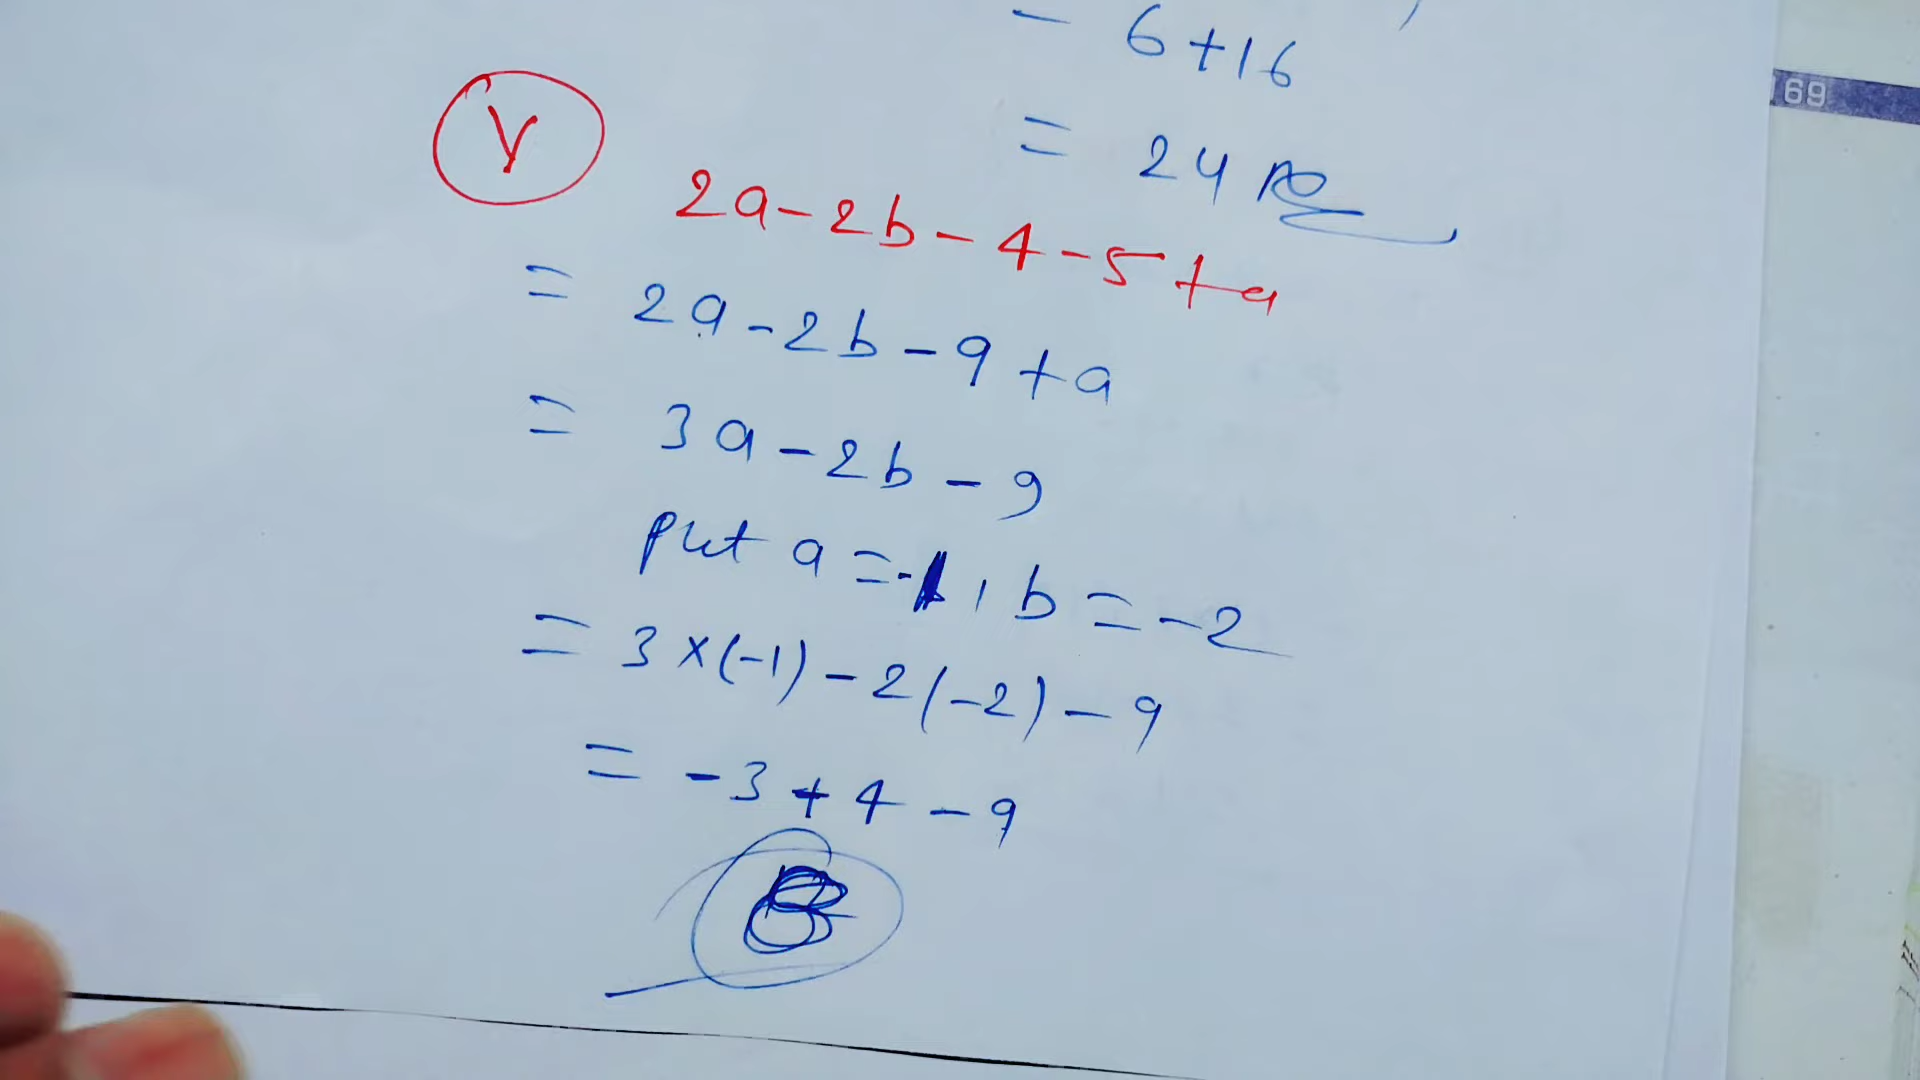 - 6+16
= 24
69
V
2a-2b-4-5+a
= 2a-2b-9+a
= 3a-2b-9
put a=-1, b=-2
= 3×(-1)-2(-2)-9
= -3+4-9